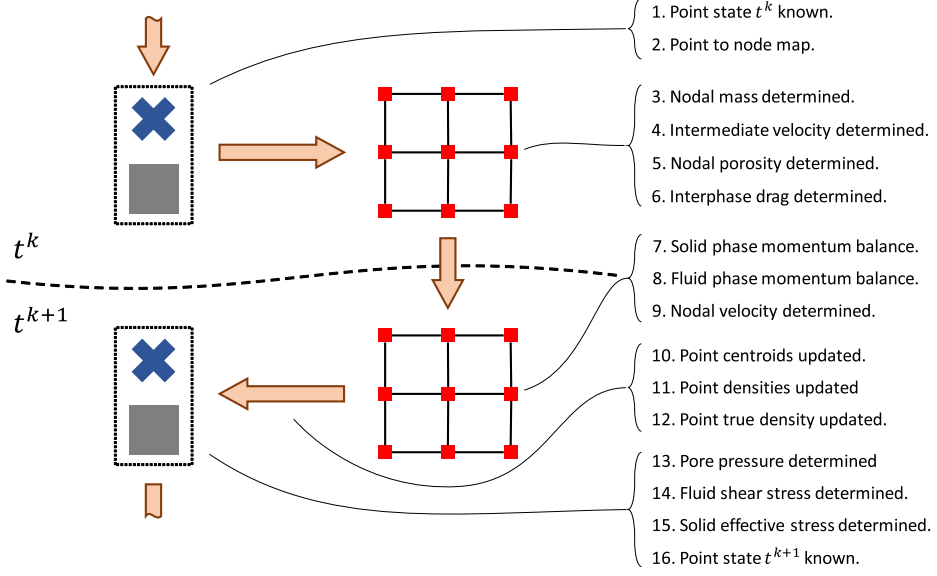 1. Point state t^k known.
2. Point to node map.
3. Nodal mass determined.
4. Intermediate velocity determined.
5. Nodal porosity determined.
6. Interphase drag determined.
t^k
7. Solid phase momentum balance.
8. Fluid phase momentum balance.
9. Nodal velocity determined.
t^{k+1}
10. Point centroids updated.
11. Point densities updated
12. Point true density updated.
13. Pore pressure determined
14. Fluid shear stress determined.
15. Solid effective stress determined.
16. Point state t^{k+1} known.